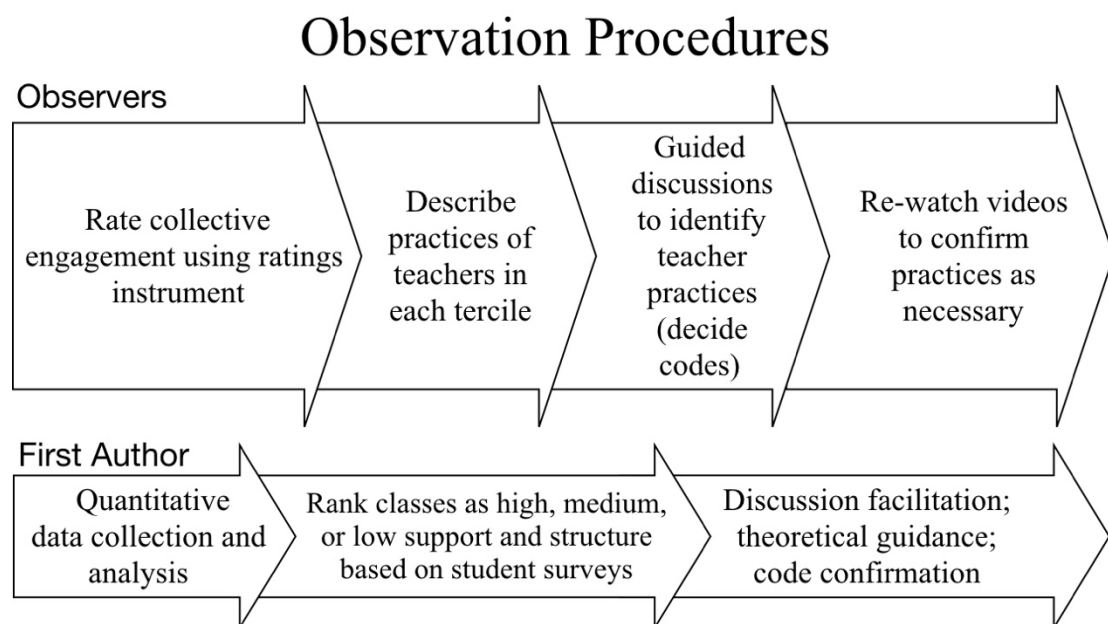 Observation Procedures
Observers
Rate collective
engagement using ratings
instrument
Describe
practices of
teachers in
each tercile
Guided
discussions
to identify
teacher
practices
(decide
codes)
Re-watch videos
to confirm
practices as
necessary
First Author
Quantitative
data collection and
analysis
Rank classes as high, medium,
or low support and structure
based on student surveys
Discussion facilitation;
theoretical guidance;
code confirmation